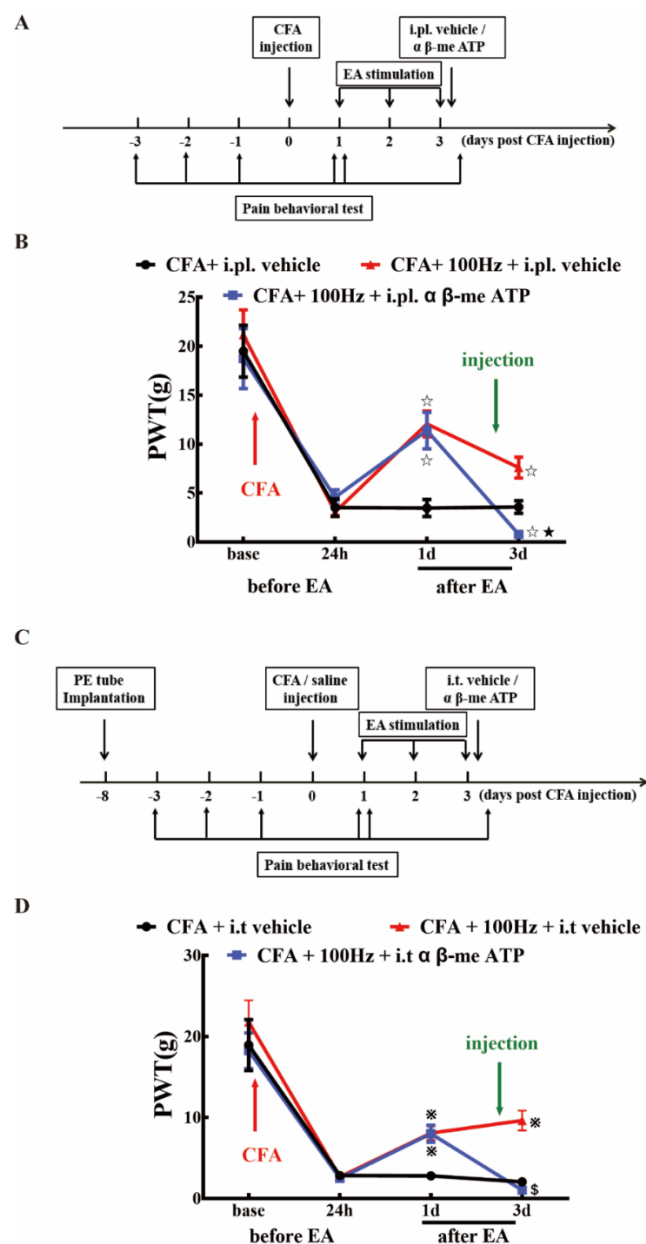 A
CFA
injection
i.pl. vehicle /
α β-me ATP
EA stimulation
-3 -2 -1 0 1 2 3 (days post CFA injection)
Pain behavioral test
B
CFA+ i.pl. vehicle CFA+ 100Hz + i.pl. vehicle
CFA+ 100Hz + i.pl. α β-me ATP
25
20
15
10
5
0
PWT(g)
CFA
injection
☆
☆
☆
☆ ★
base 24h 1d 3d
before EA after EA
C
PE tube
Implantation
CFA / saline
injection
i.t. vehicle /
α β-me ATP
EA stimulation
-8 -3 -2 -1 0 1 2 3 (days post CFA injection)
Pain behavioral test
D
CFA + i.t vehicle CFA + 100Hz + i.t vehicle
CFA + 100Hz + i.t α β-me ATP
30
20
10
0
PWT(g)
CFA
injection
※
※
※
$
base 24h 1d 3d
before EA after EA